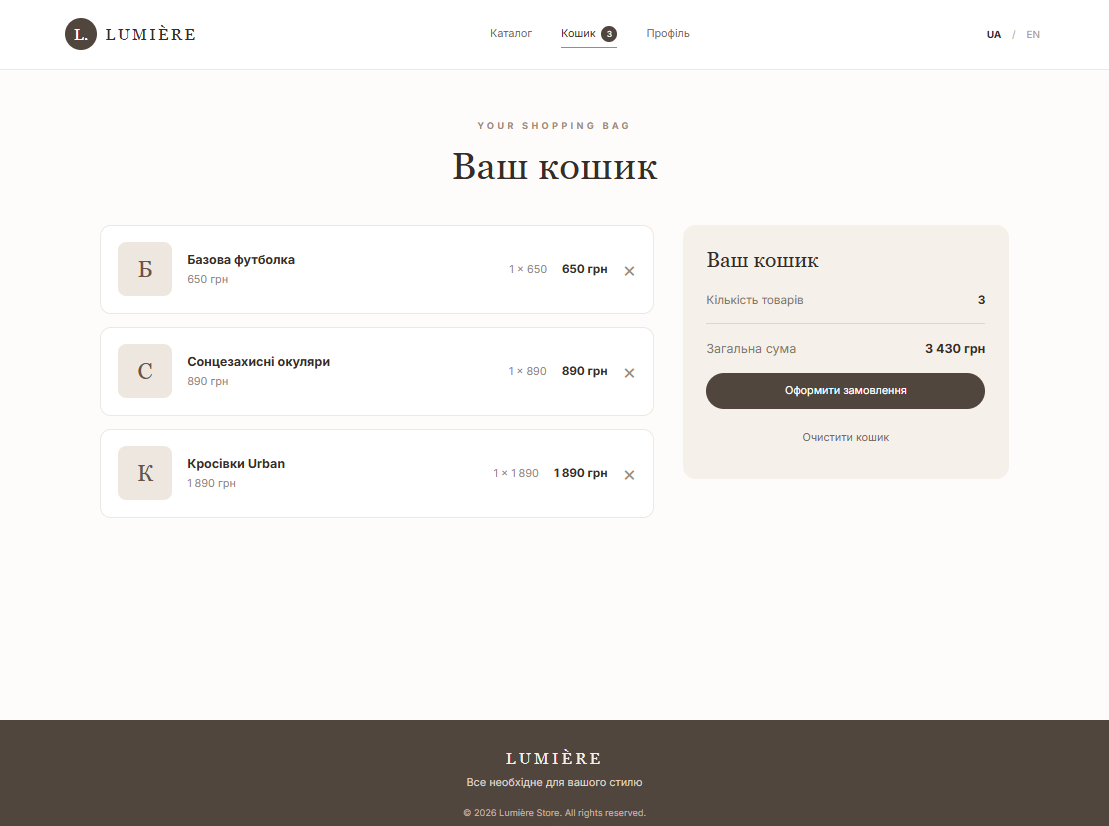 L. LUMIÈRE
Каталог Кошик 3 Профіль
UA / EN
YOUR SHOPPING BAG
Ваш кошик
Б
Базова футболка
650 грн
1 × 650 650 грн ×
С
Сонцезахисні окуляри
890 грн
1 × 890 890 грн ×
К
Кросівки Urban
1 890 грн
1 × 1 890 1 890 грн ×
Ваш кошик
Кількість товарів 3
Загальна сума 3 430 грн
Оформити замовлення
Очистити кошик
LUMIÈRE
Все необхідне для вашого стилю
© 2026 Lumière Store. All rights reserved.